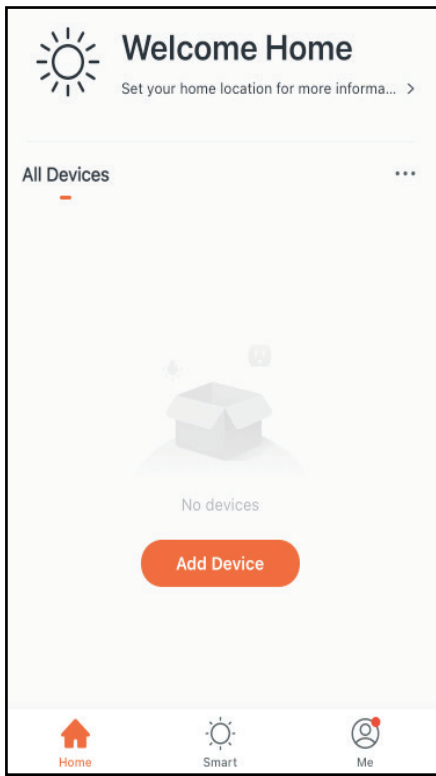 Welcome Home
Set your home location for more informa... >
All Devices
No devices
Add Device
Home
Smart
Me